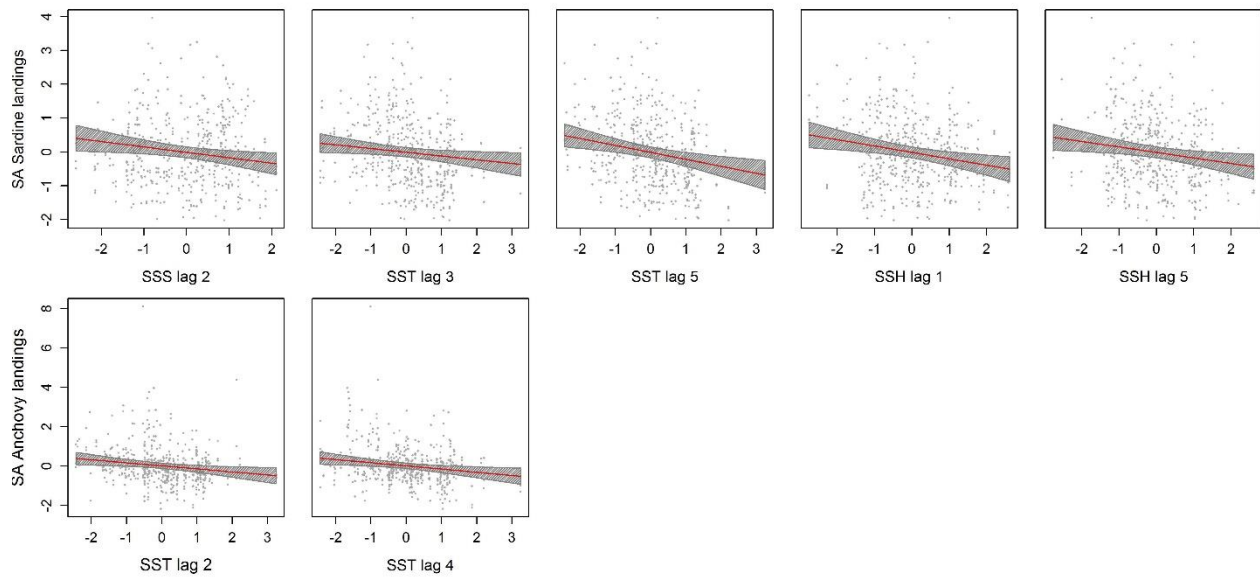 SA Sardine landings
4
3
2
1
0
-1
-2
-2 -1 0 1 2
SSS lag 2
-2 -1 0 1 2 3
SST lag 3
-2 -1 0 1 2 3
SST lag 5
-2 -1 0 1 2
SSH lag 1
-2 -1 0 1 2
SSH lag 5
SA Anchovy landings
8
6
4
2
0
-2
-2 -1 0 1 2 3
SST lag 2
-2 -1 0 1 2 3
SST lag 4